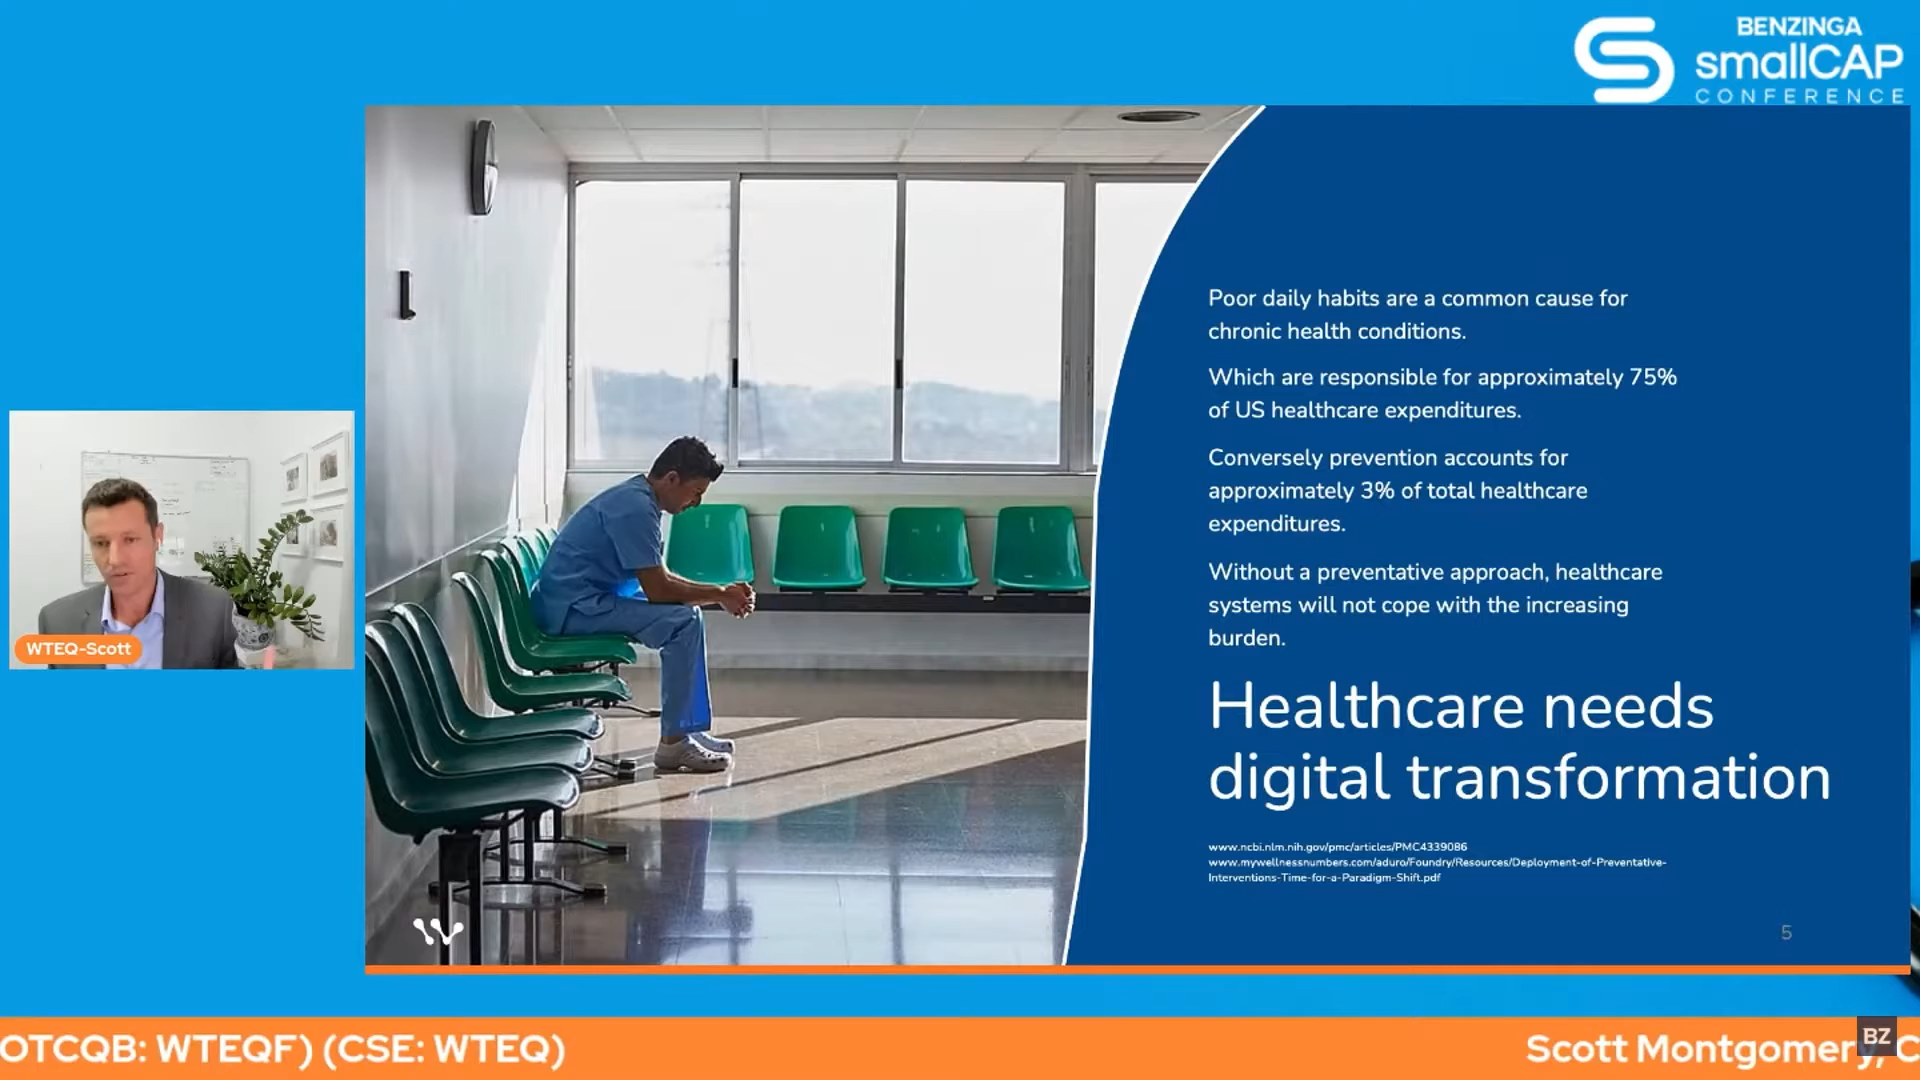 BENZINGA
smallCAP
CONFERENCE
Poor daily habits are a common cause for
chronic health conditions.
Which are responsible for approximately 75%
of US healthcare expenditures.
Conversely prevention accounts for
approximately 3% of total healthcare
expenditures.
Without a preventative approach, healthcare
systems will not cope with the increasing
burden.
Healthcare needs
digital transformation
www.ncbi.nlm.nih.gov/pmc/articles/PMC4339086
www.mywellnessnumbers.com/aduro/Foundry/Resources/Deployment-of-Preventative-
Interventions-Time-for-a-Paradigm-Shift.pdf
5
WTEQ-Scott
OTCQB: WTEQF) (CSE: WTEQ)
Scott Montgomery, C
BZ